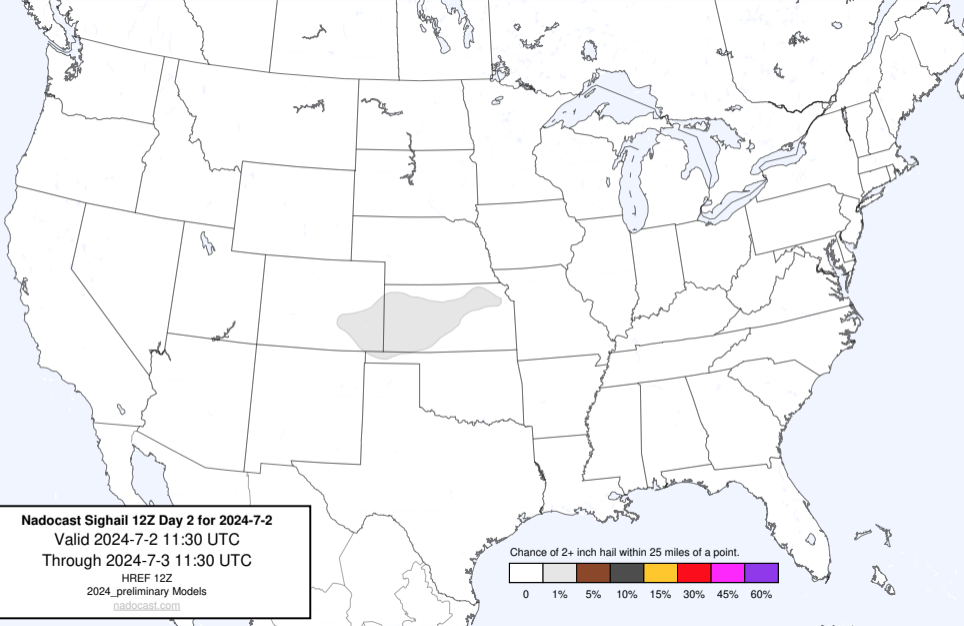 Nadocast Sighail 12Z Day 2 for 2024-7-2
Valid 2024-7-2 11:30 UTC
Through 2024-7-3 11:30 UTC
HREF 12Z
2024_preliminary Models
nadocast.com
Chance of 2+ inch hail within 25 miles of a point.
0 1% 5% 10% 15% 30% 45% 60%